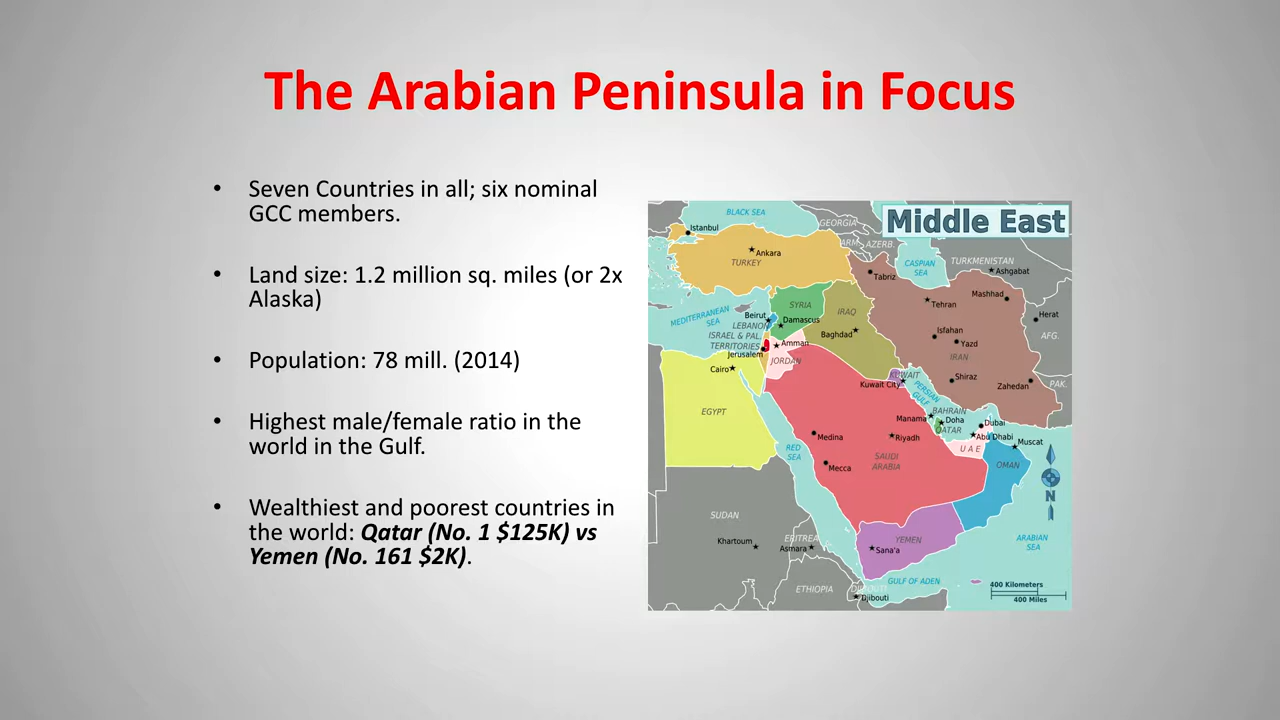 The Arabian Peninsula in Focus
• Seven Countries in all; six nominal
GCC members.
• Land size: 1.2 million sq. miles (or 2x
Alaska)
• Population: 78 mill. (2014)
• Highest male/female ratio in the
world in the Gulf.
• Wealthiest and poorest countries in
the world: Qatar (No. 1 $125K) vs
Yemen (No. 161 $2K).
Middle East
BLACK SEA
GEORGIA
Istanbul
ARM.
AZERB.
Ankara
TURKEY
CASPIAN
SEA
TURKMENISTAN
Ashgabat
Tabriz
Mashhad
Tehran
SYRIA
IRAQ
Herat
MEDITERRANEAN
SEA
Beirut
Damascus
LEBANON
Baghdad
Isfahan
Yazd
AFG.
ISRAEL & PAL.
TERRITORIES
Amman
Jerusalem
IRAN
JORDAN
Cairo
KUWAIT
Kuwait City
Shiraz
Zahedan
PAK.
PERSIAN
GULF
EGYPT
BAHRAIN
Manama
Doha
QATAR
Dubai
Abu Dhabi
Muscat
Medina
Riyadh
U A E
RED
SEA
SAUDI
ARABIA
Mecca
OMAN
N
SUDAN
Khartoum
ERITREA
Asmara
YEMEN
Sana'a
ARABIAN
SEA
ETHIOPIA
GULF OF ADEN
Djibouti
400 Kilometers
400 Miles